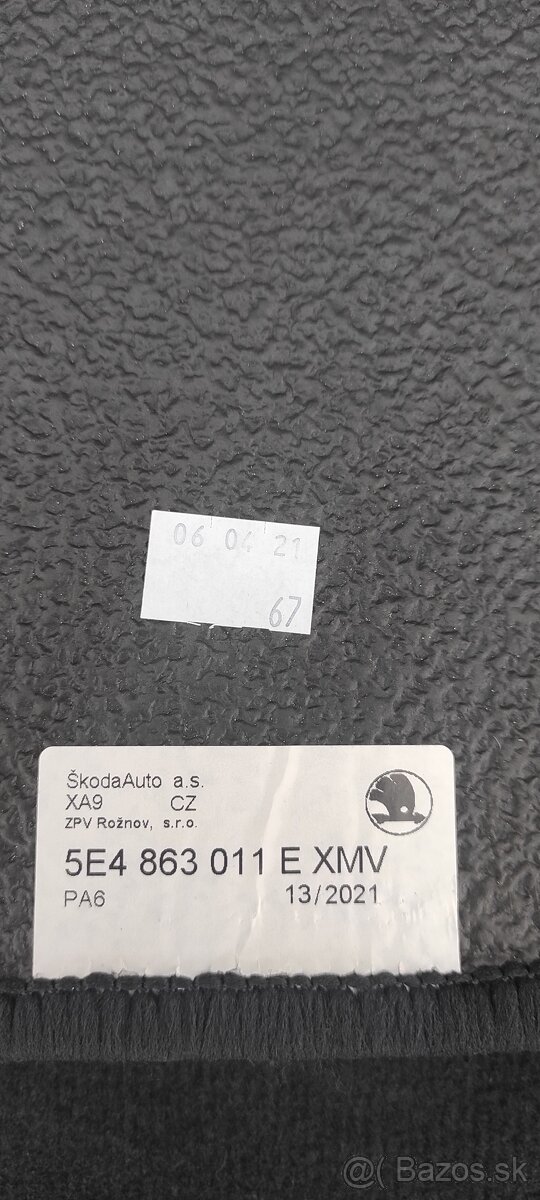 06 04 21
67
ŠkodaAuto a.s.
XA9 CZ
ZPV Rožnov, s.r.o.
5E4 863 011 E XMV
PA6 13/2021
@ Bazos.sk